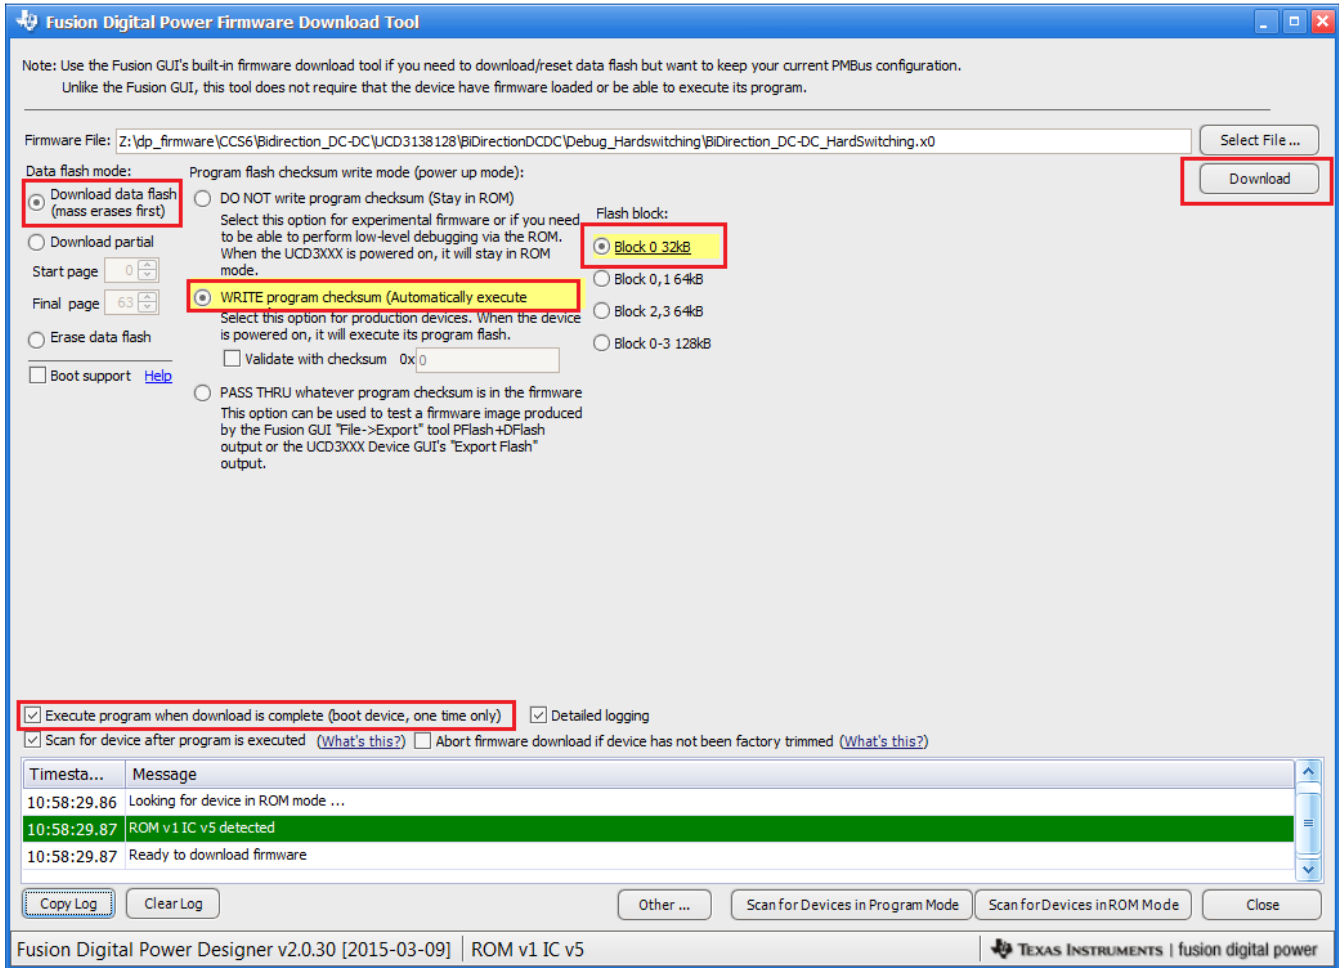 Fusion Digital Power Firmware Download Tool
Note: Use the Fusion GUI's built-in firmware download tool if you need to download/reset data flash but want to keep your current PMBus configuration.
Unlike the Fusion GUI, this tool does not require that the device have firmware loaded or be able to execute its program.
Firmware File: Z:\dp_firmware\CCS6\Bidirection_DC-DC\UCD3138128\BiDirectionDCDC\Debug_Hardswitching\BiDirection_DC-DC_HardSwitching.x0
Select File ...
Download
Data flash mode:
Download data flash
(mass erases first)
Download partial
Start page 0
Final page 63
Erase data flash
Boot support Help
Program flash checksum write mode (power up mode):
DO NOT write program checksum (Stay in ROM)
Select this option for experimental firmware or if you need
to be able to perform low-level debugging via the ROM.
When the UCD3XXX is powered on, it will stay in ROM
mode.
WRITE program checksum (Automatically execute
Select this option for production devices. When the device
is powered on, it will execute its program flash.
Validate with checksum 0x 0
PASS THRU whatever program checksum is in the firmware
This option can be used to test a firmware image produced
by the Fusion GUI "File->Export" tool PFlash+DFlash
output or the UCD3XXX Device GUI's "Export Flash"
output.
Flash block:
Block 0 32kB
Block 0,1 64kB
Block 2,3 64kB
Block 0-3 128kB
Execute program when download is complete (boot device, one time only)
Detailed logging
Scan for device after program is executed (What's this?)
Abort firmware download if device has not been factory trimmed (What's this?)
Timesta... Message
10:58:29.86 Looking for device in ROM mode ...
10:58:29.87 ROM v1 IC v5 detected
10:58:29.87 Ready to download firmware
Copy Log
Clear Log
Other ...
Scan for Devices in Program Mode
Scan for Devices in ROM Mode
Close
Fusion Digital Power Designer v2.0.30 [2015-03-09]
ROM v1 IC v5
TEXAS INSTRUMENTS | fusion digital power